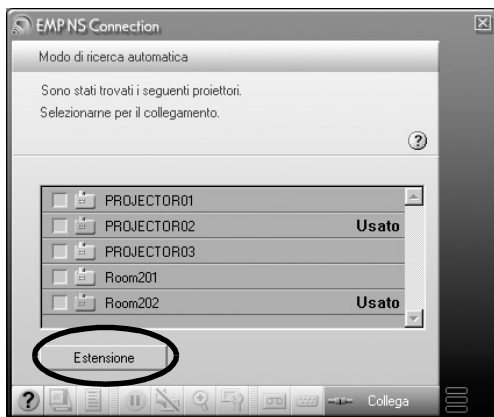 EMP NS Connection
Modo di ricerca automatica
Sono stati trovati i seguenti proiettori.
Selezionarne per il collegamento.
PROJECTOR01
PROJECTOR02 Usato
PROJECTOR03
Room201
Room202 Usato
Estensione
Collega